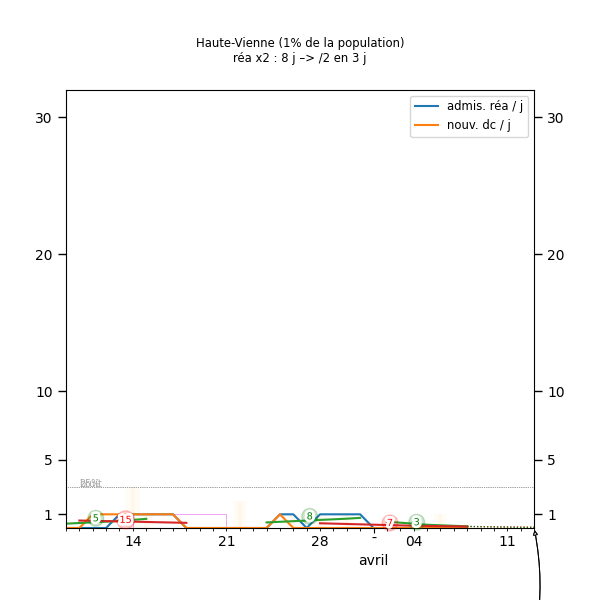 Haute-Vienne (1% de la population)
réa x2 : 8 j –> /2 en 3 j
admis. réa / j
nouv. dc / j
30 30
20 20
10 10
5 5
1 1
5 15 8 7 3
14 21 28 - 04 11
avril